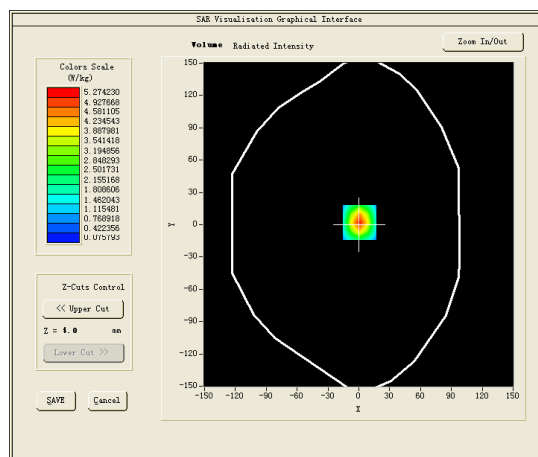 SAR Visualisation Graphical Interface
Volume Radiated Intensity
Zoom In/Out
Colors Scale
(W/kg)
5.274230
4.927668
4.581105
4.234543
3.887981
3.541418
3.194856
2.848293
2.501731
2.155168
1.808606
1.462043
1.115481
0.768918
0.422356
0.075793
Z-Cuts Control
<< Upper Cut
Z = 4.0 mm
Lower Cut >>
SAVE
Cancel
150
120
90
60
30
0
-30
-60
-90
-120
-150
Y
-150 -120 -90 -60 -30 0 30 60 90 120 150
X